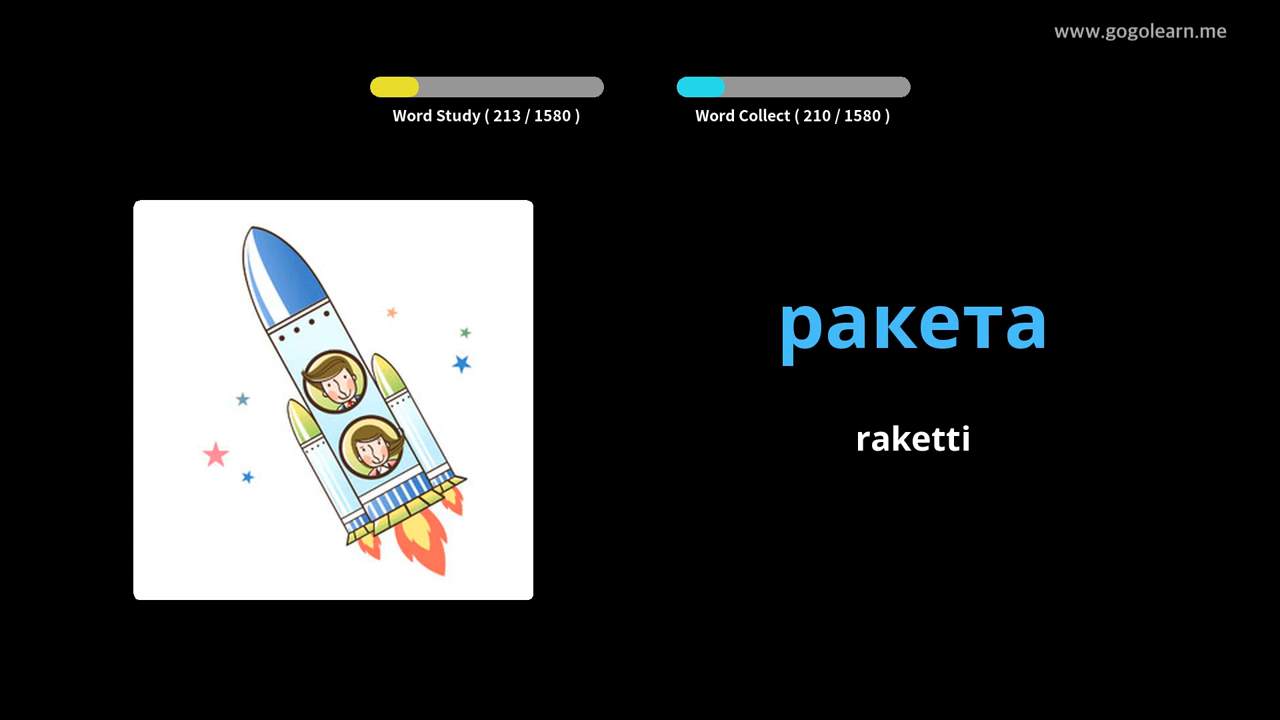 www.gogolearn.me
Word Study ( 213 / 1580 )
Word Collect ( 210 / 1580 )
ракета
raketti